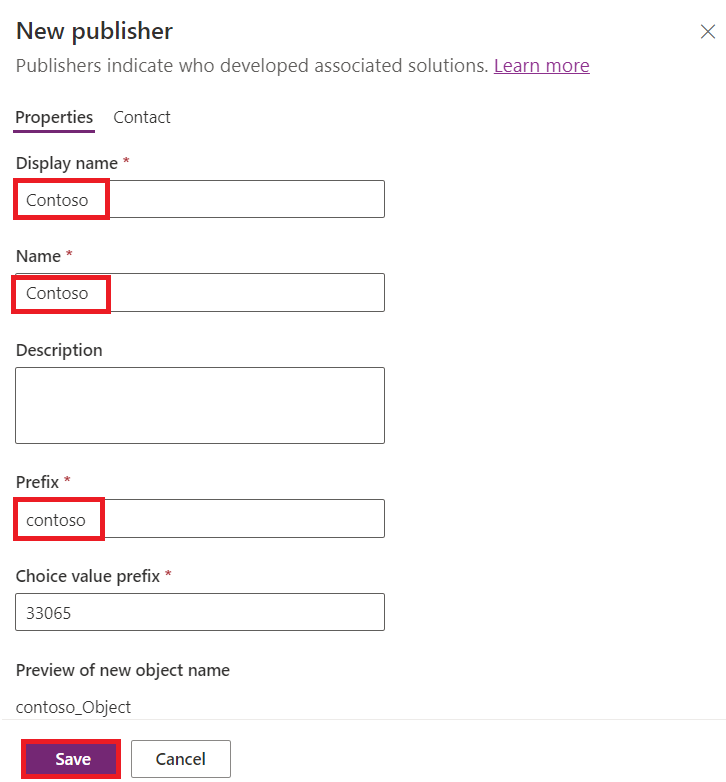 New publisher
Publishers indicate who developed associated solutions. Learn more
Properties Contact
Display name *
Contoso
Name *
Contoso
Description
Prefix *
contoso
Choice value prefix *
33065
Preview of new object name
contoso_Object
Save Cancel